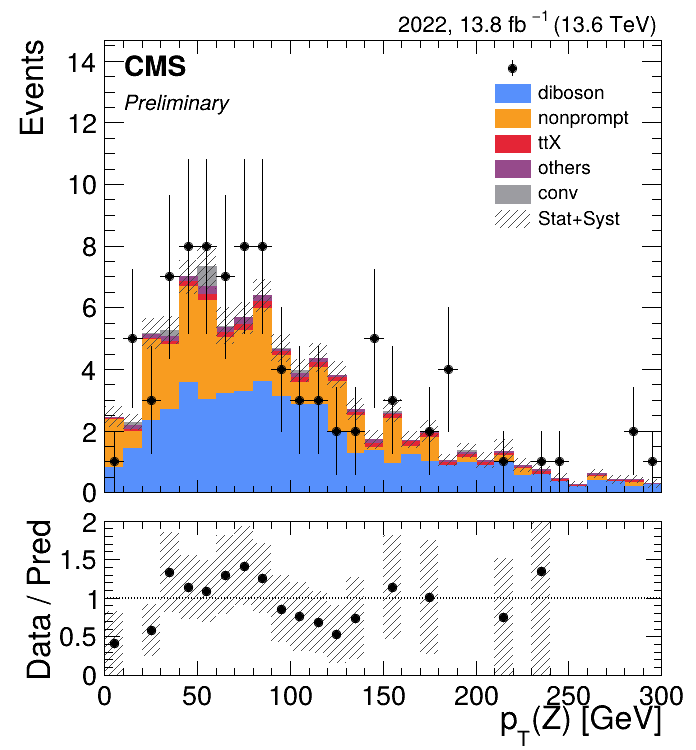 2022, 13.8 fb⁻¹ (13.6 TeV)
Events
14
12
10
8
6
4
2
0
CMS
Preliminary
diboson
nonprompt
ttX
others
conv
Stat+Syst
Data / Pred
2
1.5
1
0.5
0
0 50 100 150 200 250 300
p_T(Z) [GeV]